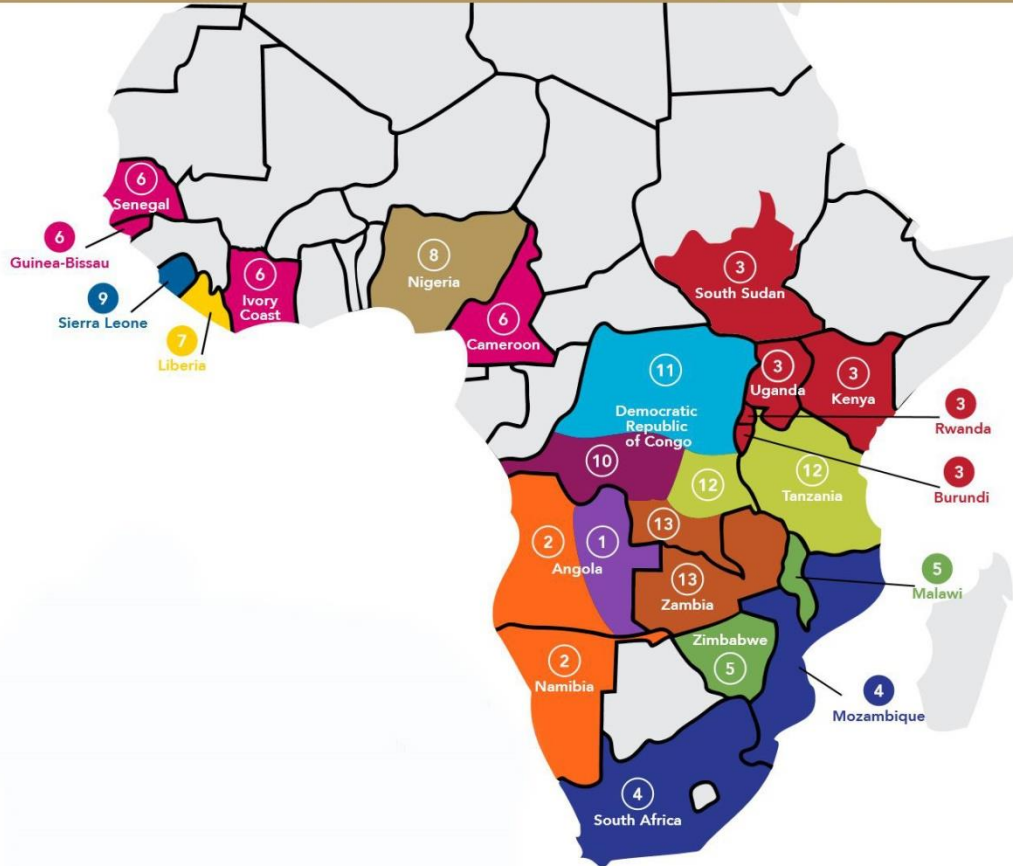 6
Senegal
6
Guinea-Bissau
9
Sierra Leone
7
Liberia
6
Ivory
Coast
8
Nigeria
6
Cameroon
3
South Sudan
3
Uganda
3
Kenya
3
Rwanda
3
Burundi
11
Democratic
Republic
of Congo
10
12
12
Tanzania
13
13
Zambia
2
1
Angola
5
Malawi
Zimbabwe
5
2
Namibia
4
Mozambique
4
South Africa